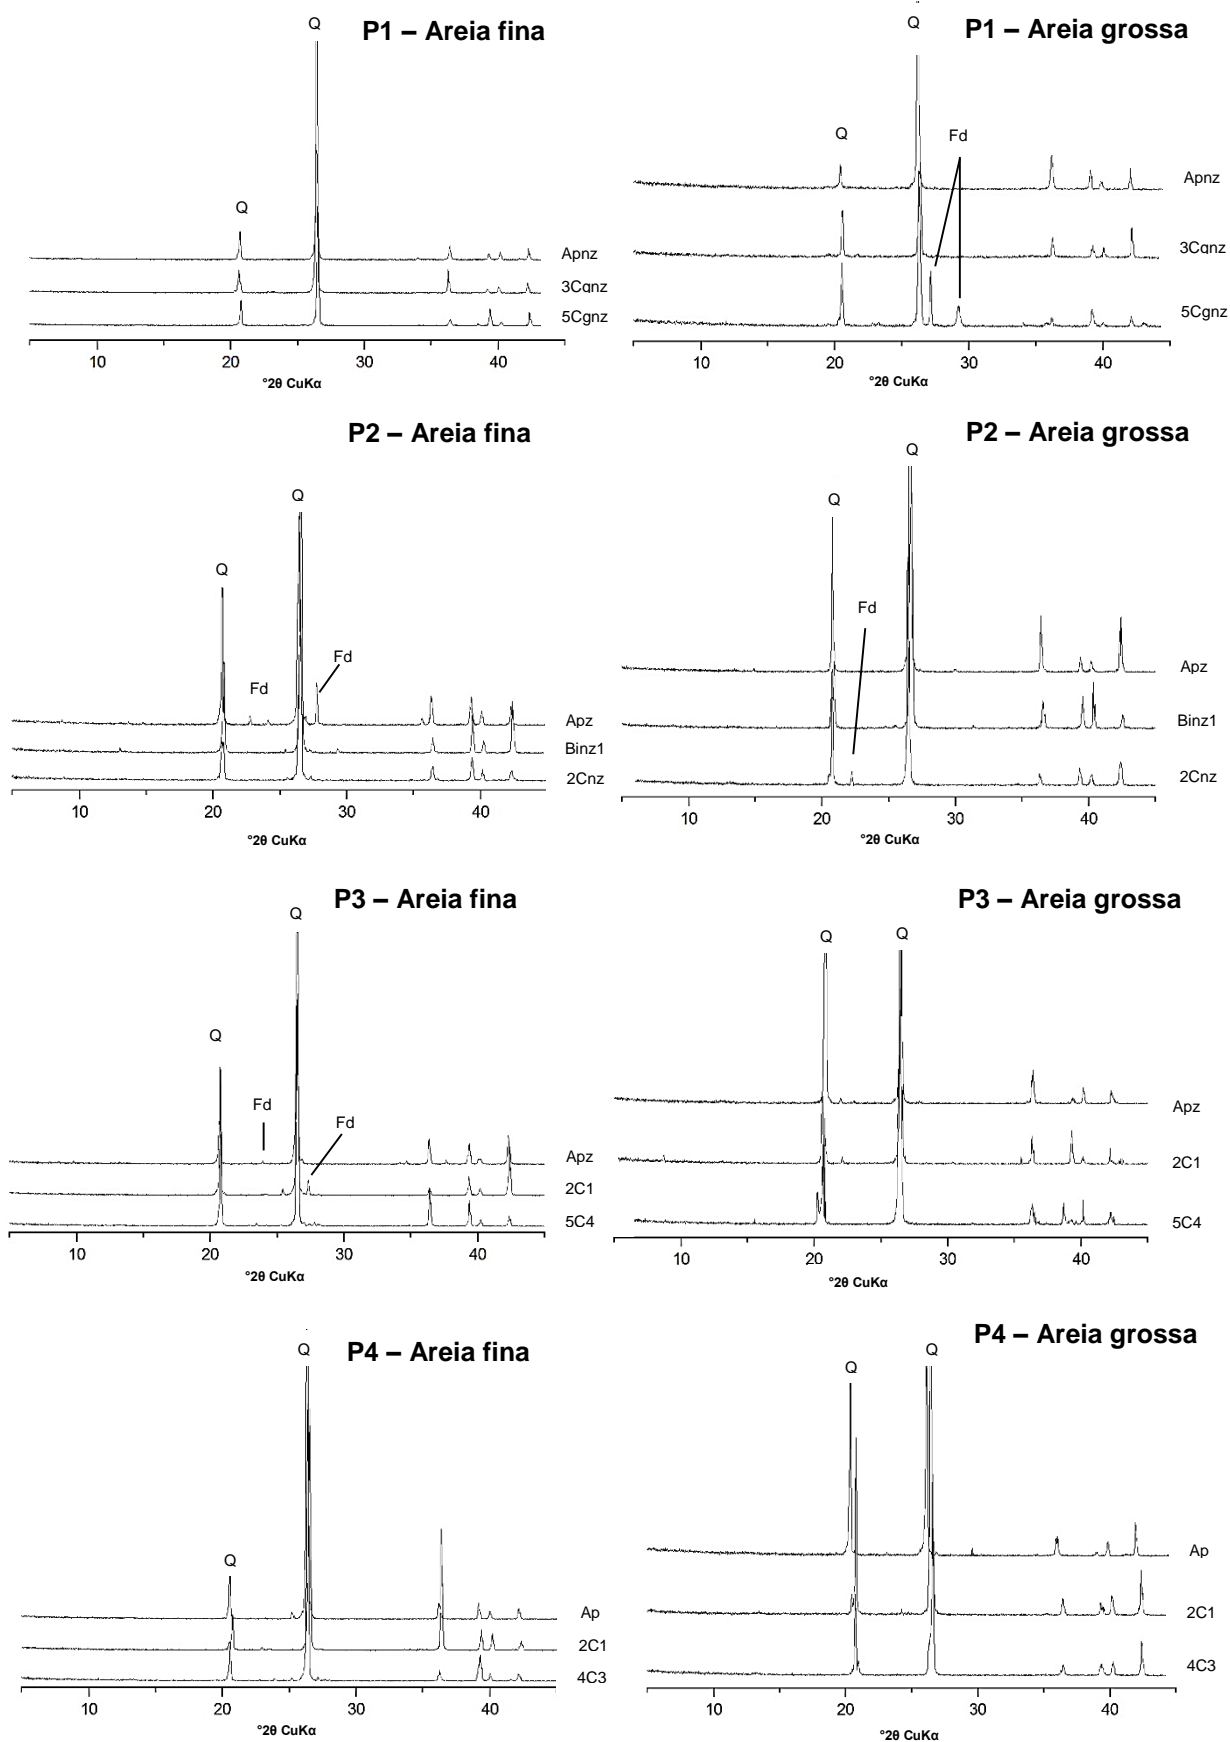 P1 – Areia fina
Q
Q
Apnz
3Cgnz
5Cgnz
10 20 30 40
°2θ CuKα
P1 – Areia grossa
Q
Q
Fd
Apnz
3Cgnz
5Cgnz
10 20 30 40
°2θ CuKα
P2 – Areia fina
Q
Q
Fd
Fd
Apz
Binz1
2Cnz
10 20 30 40
°2θ CuKα
P2 – Areia grossa
Q
Q
Fd
Apz
Binz1
2Cnz
10 20 30 40
°2θ CuKα
P3 – Areia fina
Q
Q
Fd
Fd
Apz
2C1
5C4
10 20 30 40
°2θ CuKα
P3 – Areia grossa
Q Q
Apz
2C1
5C4
10 20 30 40
°2θ CuKα
P4 – Areia fina
Q
Q
Ap
2C1
4C3
10 20 30 40
°2θ CuKα
P4 – Areia grossa
Q
Q
Ap
2C1
4C3
10 20 30 40
°2θ CuKα